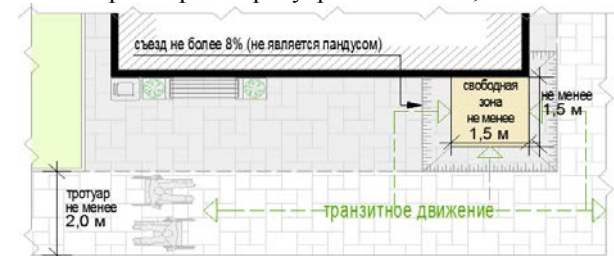 съезд не более 8% (не является пандусом)
свободная
зона
не менее
1,5 м
не менее
1,5 м
тротуар
не менее
2,0 м
транзитное движение